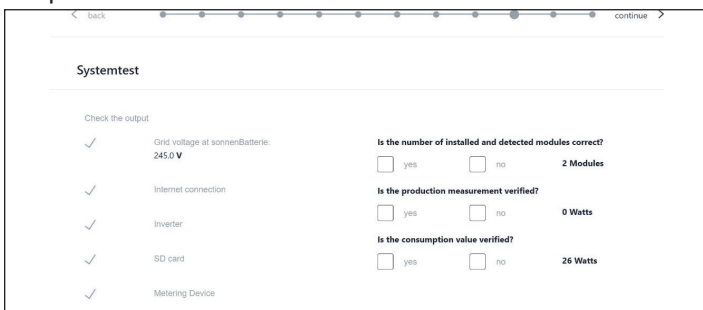 back
continue
Systemtest
Check the output
Grid voltage at sonnenBatterie:
245.0 V
Internet connection
Inverter
SD card
Metering Device
Is the number of installed and detected modules correct?
yes no 2 Modules
Is the production measurement verified?
yes no 0 Watts
Is the consumption value verified?
yes no 26 Watts